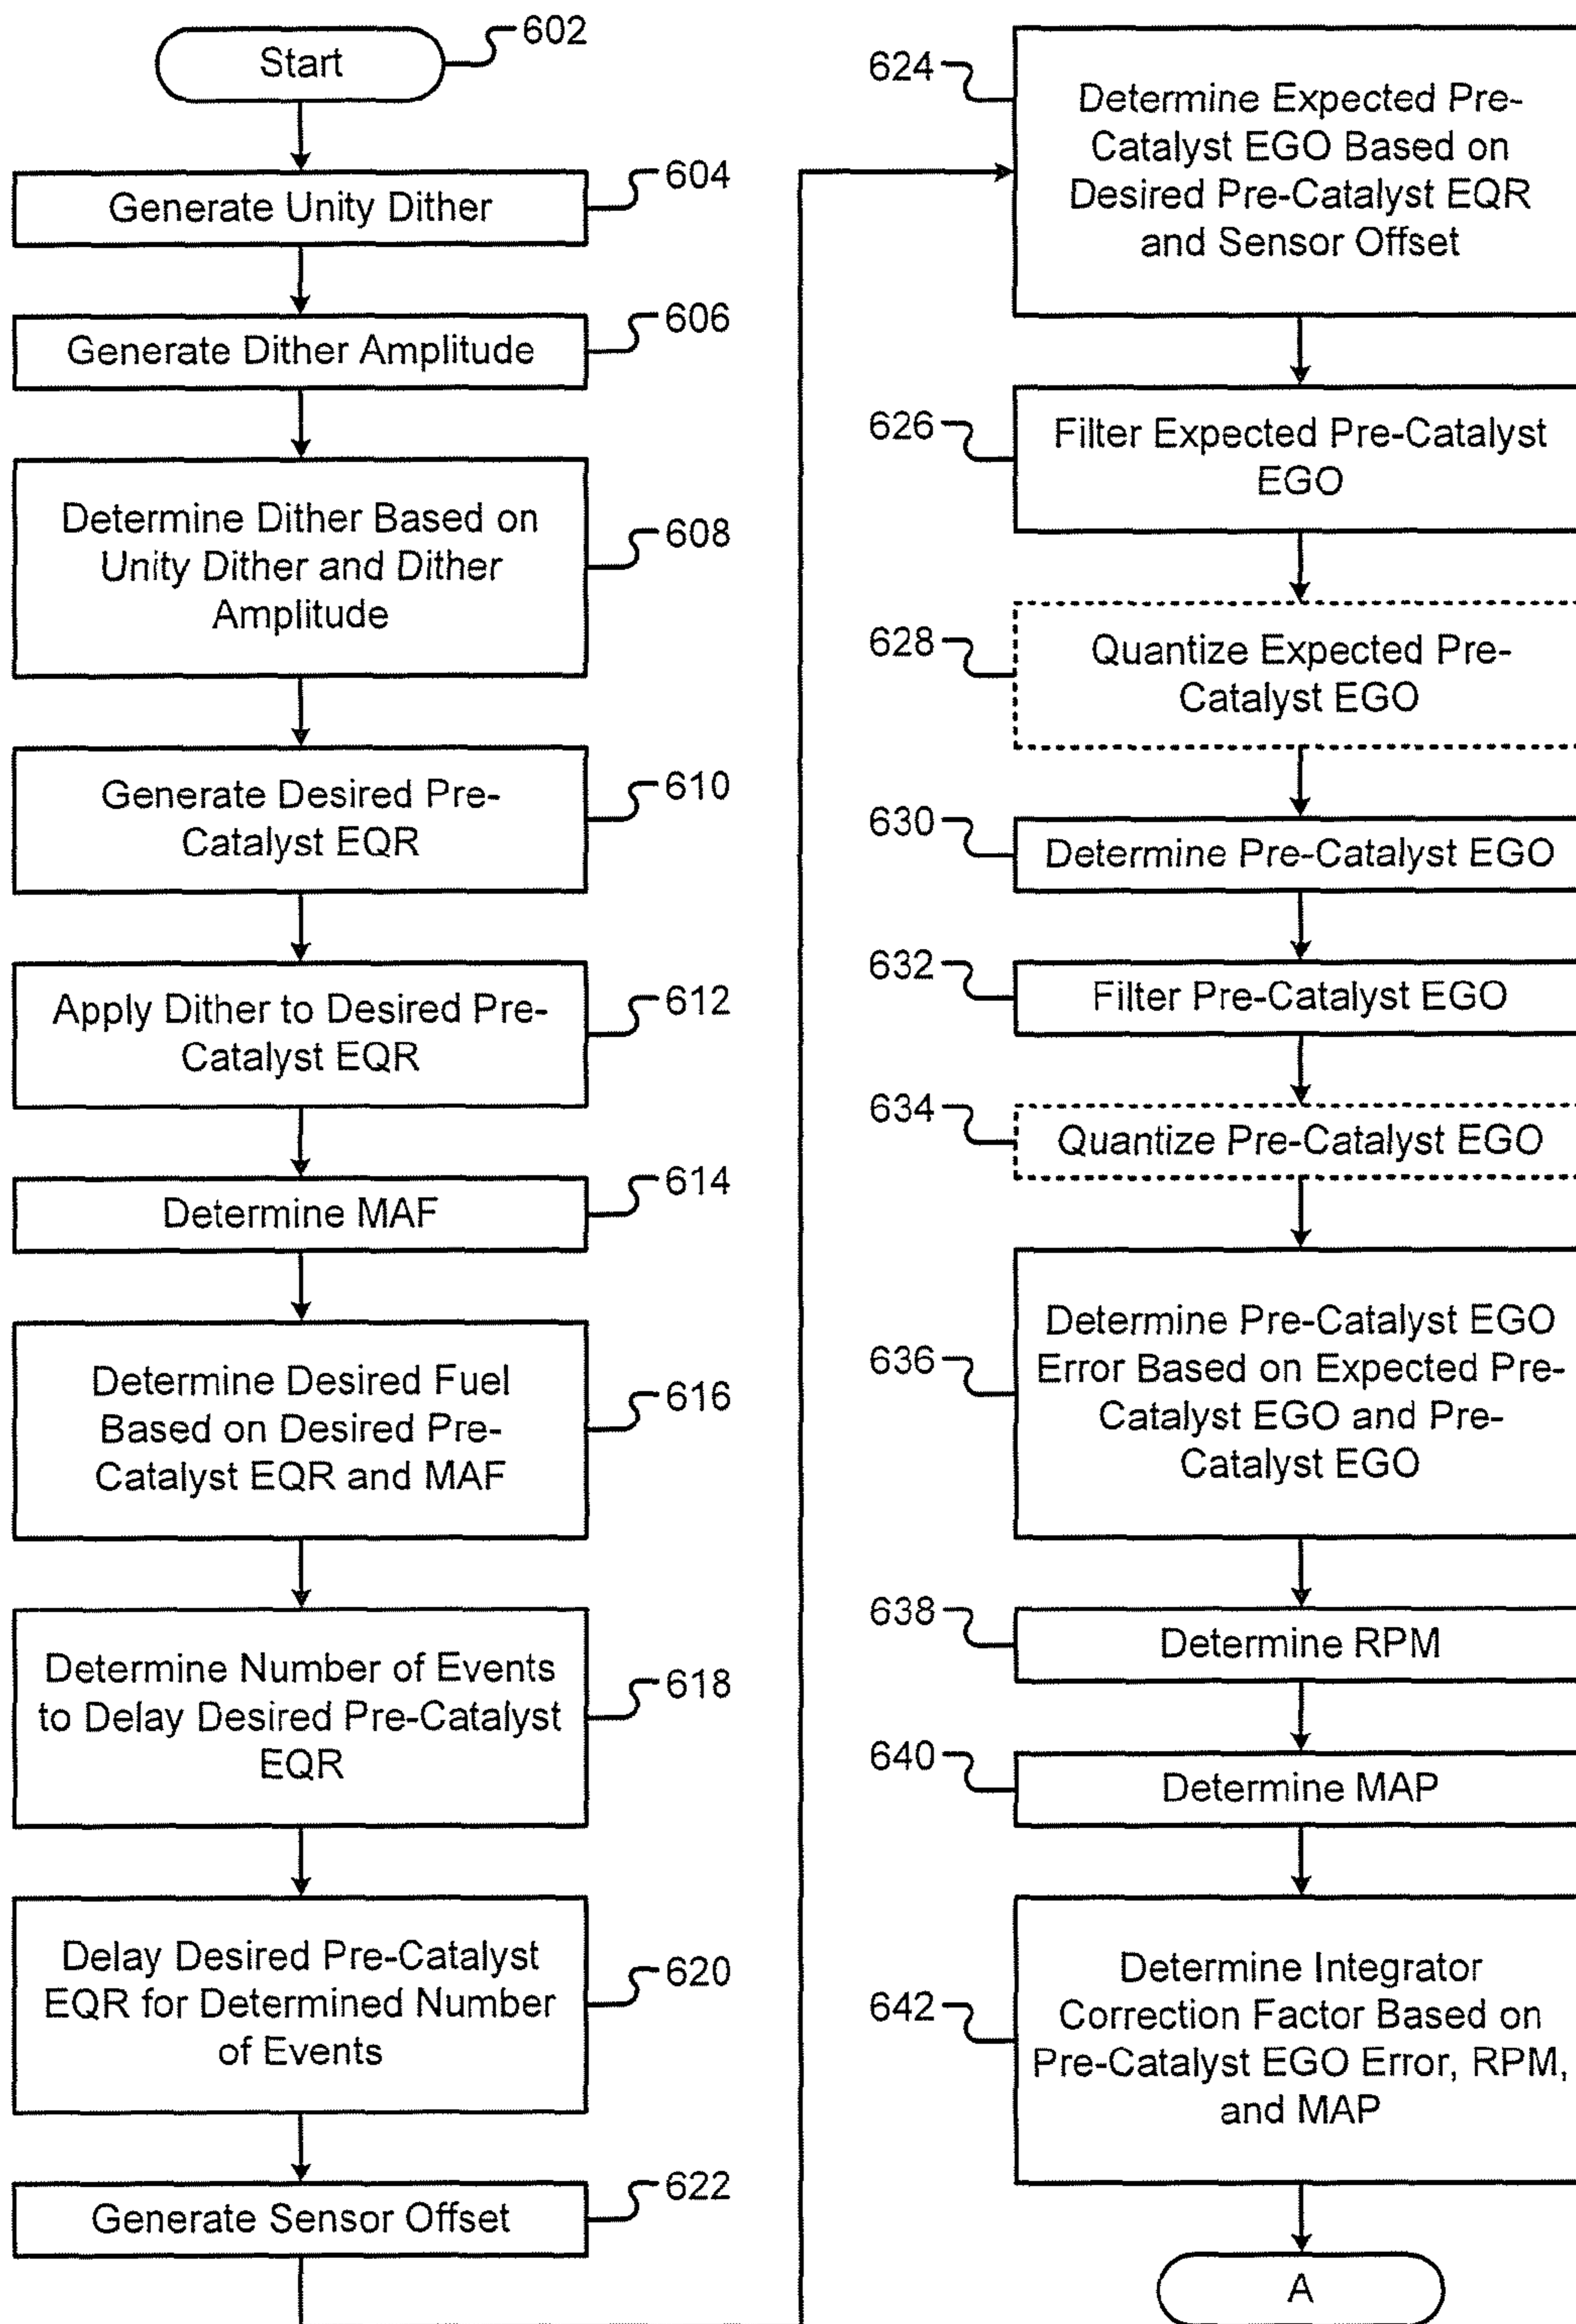 Start
602
Generate Unity Dither
604
Generate Dither Amplitude
606
Determine Dither Based on
Unity Dither and Dither
Amplitude
608
Generate Desired Pre-
Catalyst EQR
610
Apply Dither to Desired Pre-
Catalyst EQR
612
Determine MAF
614
Determine Desired Fuel
Based on Desired Pre-
Catalyst EQR and MAF
616
Determine Number of Events
to Delay Desired Pre-Catalyst
EQR
618
Delay Desired Pre-Catalyst
EQR for Determined Number
of Events
620
Generate Sensor Offset
622
624
Determine Expected Pre-
Catalyst EGO Based on
Desired Pre-Catalyst EQR
and Sensor Offset
626
Filter Expected Pre-Catalyst
EGO
628
Quantize Expected Pre-
Catalyst EGO
630
Determine Pre-Catalyst EGO
632
Filter Pre-Catalyst EGO
634
Quantize Pre-Catalyst EGO
636
Determine Pre-Catalyst EGO
Error Based on Expected Pre-
Catalyst EGO and Pre-
Catalyst EGO
638
Determine RPM
640
Determine MAP
642
Determine Integrator
Correction Factor Based on
Pre-Catalyst EGO Error, RPM,
and MAP
A